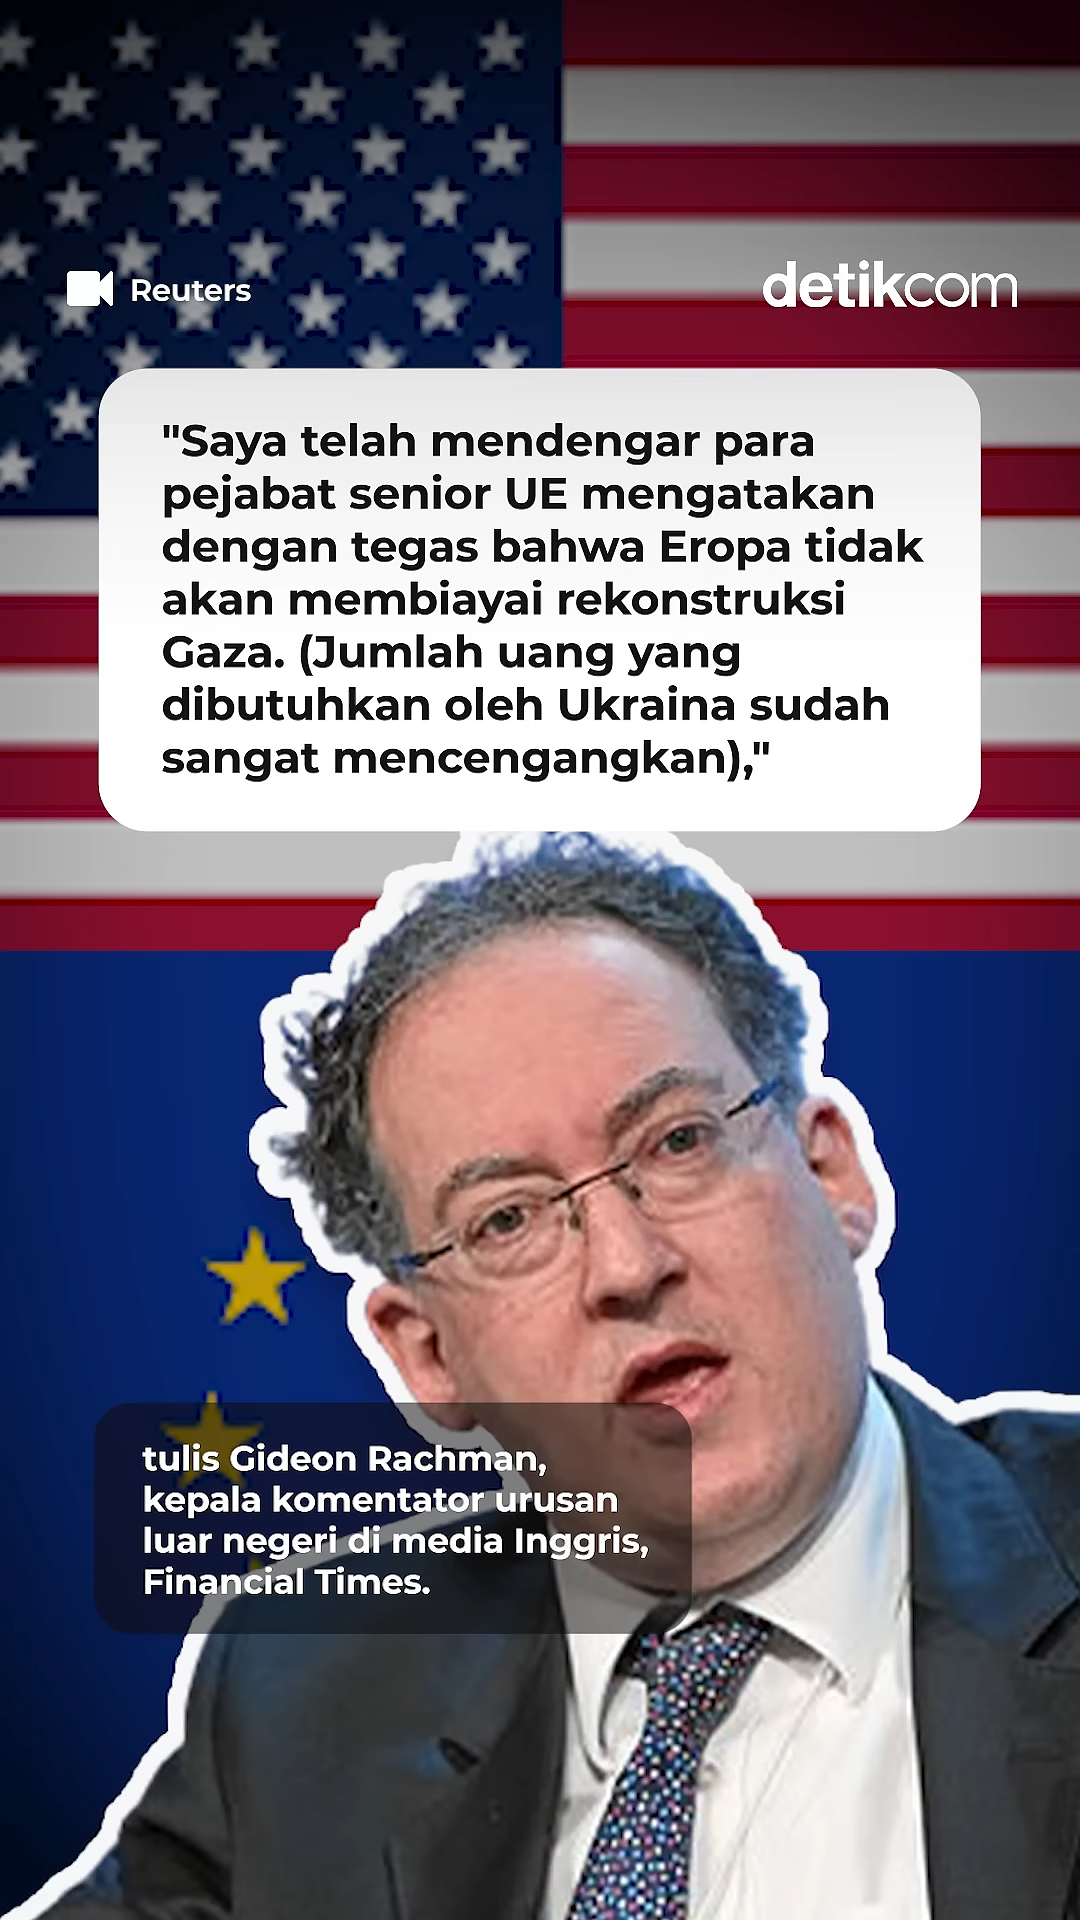 Reuters
detikcom
"Saya telah mendengar para
pejabat senior UE mengatakan
dengan tegas bahwa Eropa tidak
akan membiayai rekonstruksi
Gaza. (Jumlah uang yang
dibutuhkan oleh Ukraina sudah
sangat mencengangkan),"
tulis Gideon Rachman,
kepala komentator urusan
luar negeri di media Inggris,
Financial Times.